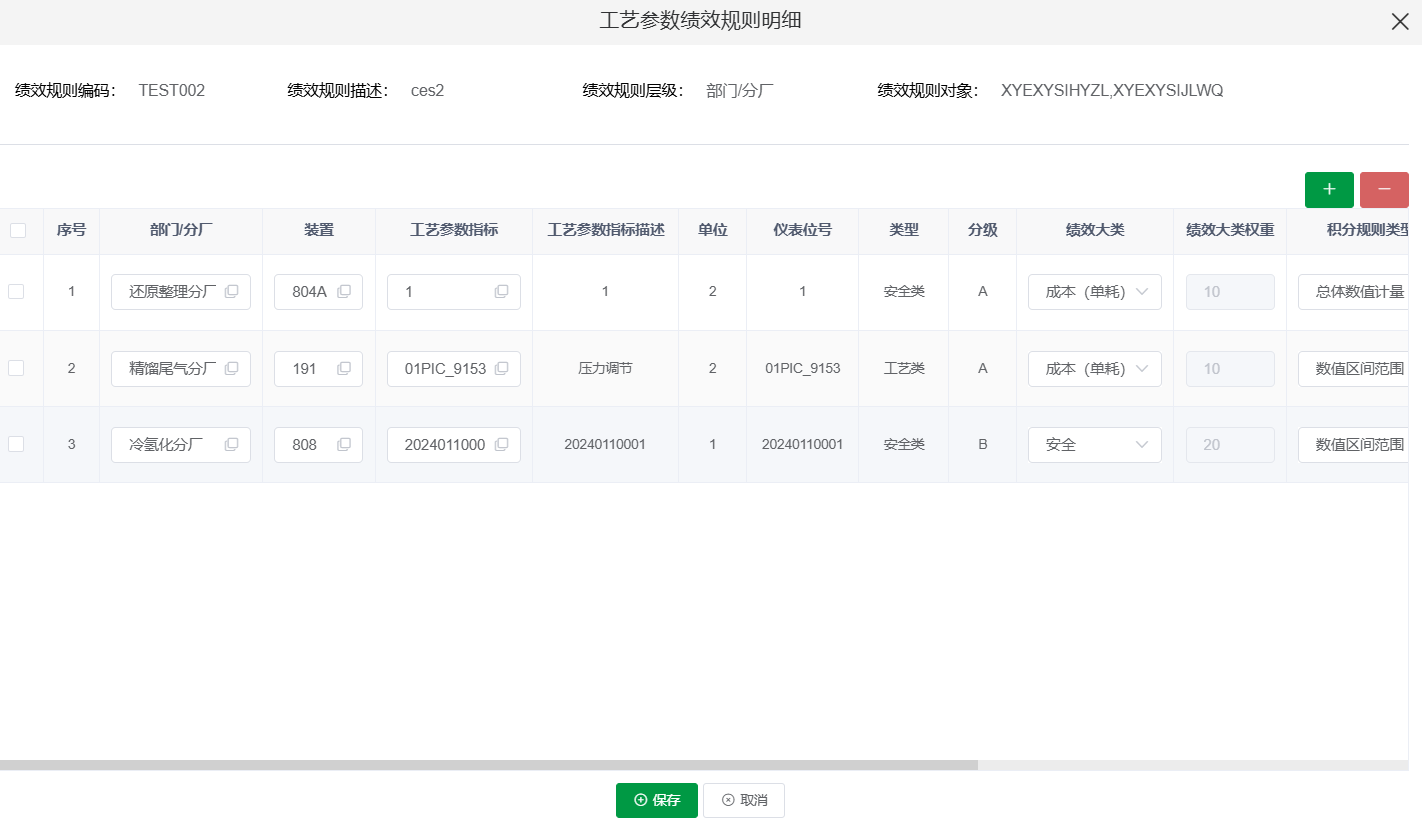 工艺参数绩效规则明细
绩效规则编码： TEST002 绩效规则描述： ces2 绩效规则层级： 部门/分厂 绩效规则对象： XYEXYSIHYZL,XYEXYSIJLWQ
序号 部门/分厂 装置 工艺参数指标 工艺参数指标描述 单位 仪表位号 类型 分级 绩效大类 绩效大类权重 积分规则类型
1 还原整理分厂 804A 1 1 2 1 安全类 A 成本（单耗） 10 总体数值计量
2 精馏尾气分厂 191 01PIC_9153 压力调节 2 01PIC_9153 工艺类 A 成本（单耗） 10 数值区间范围
3 冷氢化分厂 808 2024011000 20240110001 1 20240110001 安全类 B 安全 20 数值区间范围
保存 取消